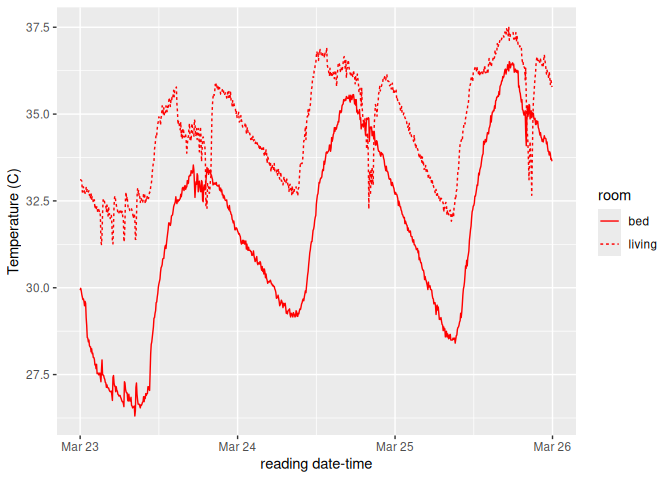 37.5
35.0
32.5
30.0
27.5
Temperature (C)
Mar 23
Mar 24
Mar 25
Mar 26
reading date-time
room
bed
living